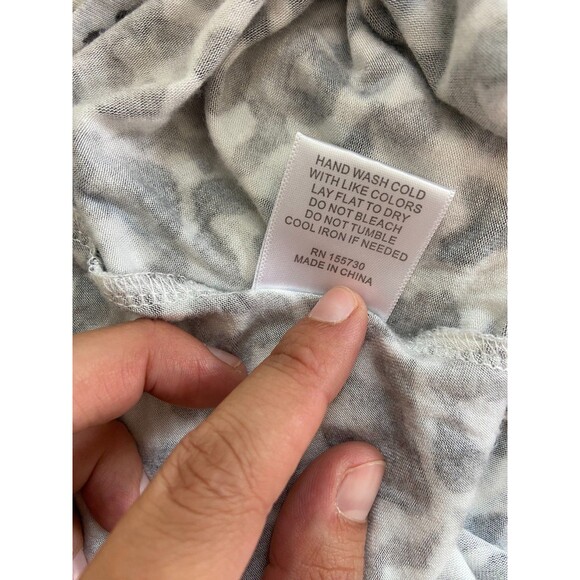 HAND WASH COLD
WITH LIKE COLORS
LAY FLAT TO DRY
DO NOT BLEACH
DO NOT TUMBLE
COOL IRON IF NEEDED
RN 155730
MADE IN CHINA